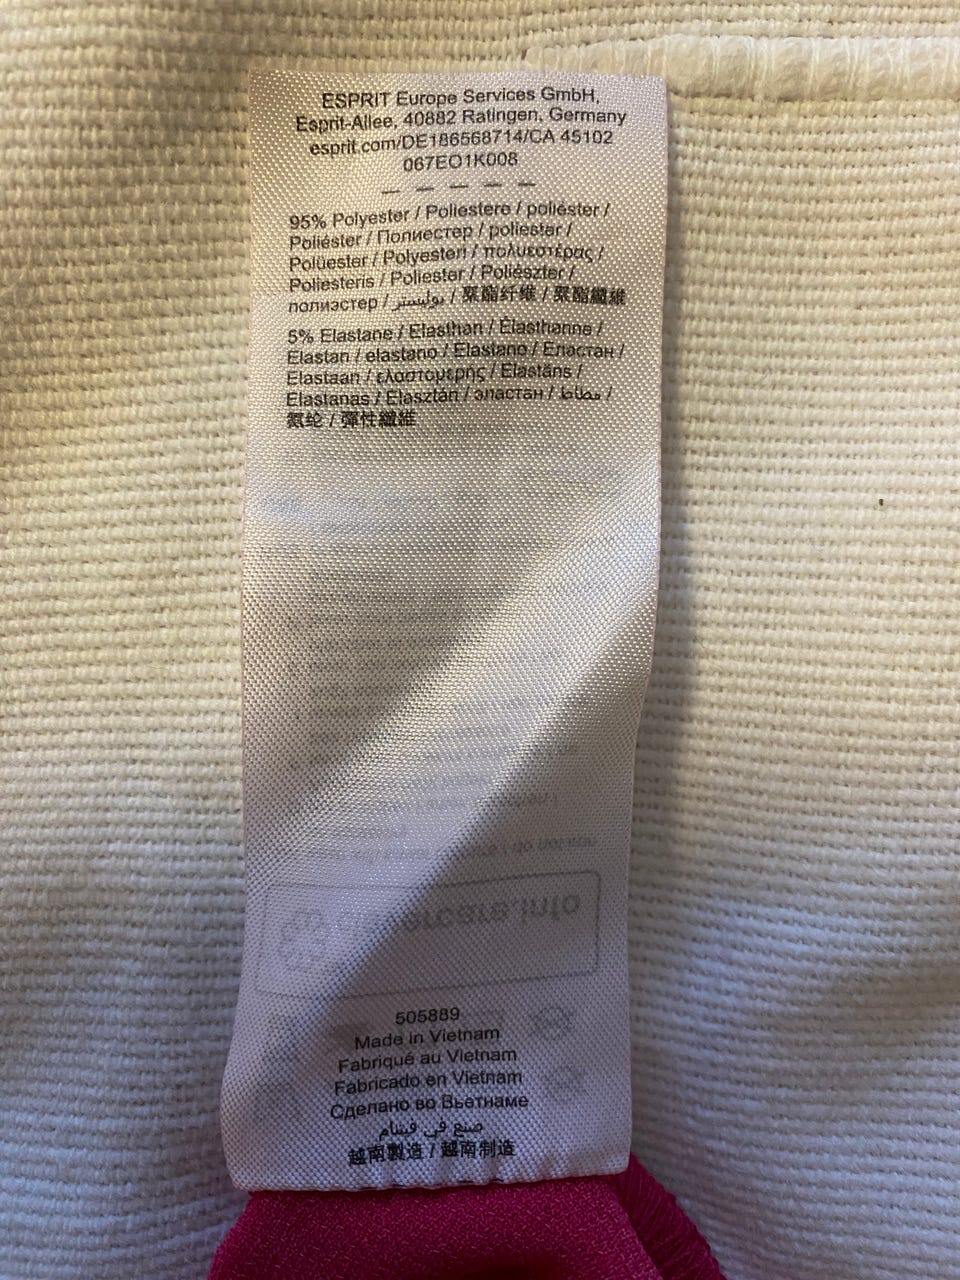 ESPRIT Europe Services GmbH,
Esprit-Allee, 40882 Ratingen, Germany
esprit.com/DE186568714/CA 45102
067EO1K008
95% Polyester / Poliestere / poliéster /
Poliéster / Полиестер / poliester /
Polüester / Polyesteri / πολυεστέρας /
Poliesteris / Poliester / Poliészter /
полиэстер / بوليستر / 聚酯纤维 / 聚酯纖維
5% Elastane / Elasthan / Élasthanne /
Elastan / elastano / Elastano / Еластан /
Elastaan / ελαστομερής / Elastāns /
Elastanas / Elasztán / эластан / مطاط /
氨纶 / 彈性纖維
505889
Made in Vietnam
Fabriqué au Vietnam
Fabricado en Vietnam
Сделано во Вьетнаме
صنع في فيتنام
越南製造 / 越南制造